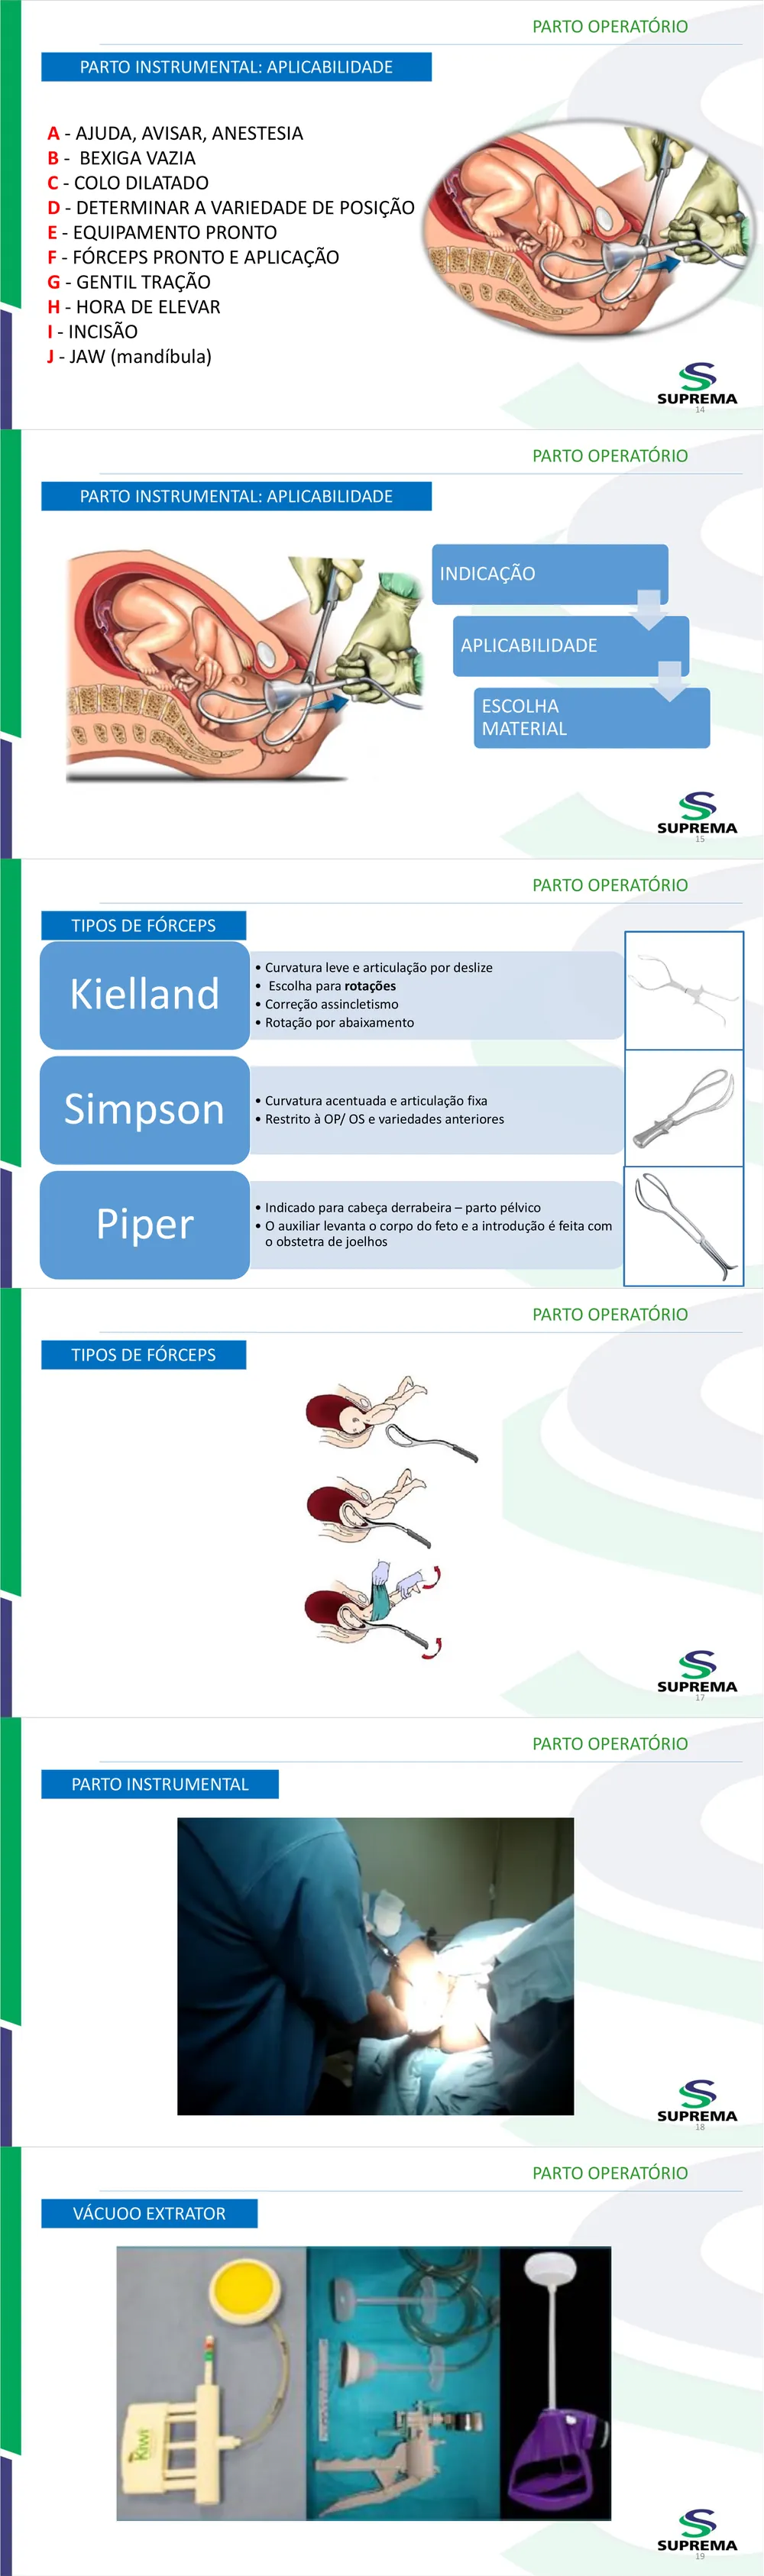 PARTO OPERATÓRIO
PARTO INSTRUMENTAL: APLICABILIDADE
A - AJUDA, AVISAR, ANESTESIA
B - BEXIGA VAZIA
C - COLO DILATADO
D - DETERMINAR A VARIEDADE DE POSIÇÃO
E - EQUIPAMENTO PRONTO
F - FÓRCEPS PRONTO E APLICAÇÃO
G - GENTIL TRAÇÃO
H - HORA DE ELEVAR
I - INCISÃO
J - JAW (mandíbula)
SUPREMA
14
PARTO OPERATÓRIO
PARTO INSTRUMENTAL: APLICABILIDADE
INDICAÇÃO
APLICABILIDADE
ESCOLHA
MATERIAL
SUPREMA
15
PARTO OPERATÓRIO
TIPOS DE FÓRCEPS
Kielland
• Curvatura leve e articulação por deslize
• Escolha para rotações
• Correção assincletismo
• Rotação por abaixamento
Simpson
• Curvatura acentuada e articulação fixa
• Restrito à OP/ OS e variedades anteriores
Piper
• Indicado para cabeça derrabeira – parto pélvico
• O auxiliar levanta o corpo do feto e a introdução é feita com
o obstetra de joelhos
PARTO OPERATÓRIO
TIPOS DE FÓRCEPS
SUPREMA
17
PARTO OPERATÓRIO
PARTO INSTRUMENTAL
SUPREMA
18
PARTO OPERATÓRIO
VÁCUOO EXTRATOR
Kiwi
SUPREMA
19